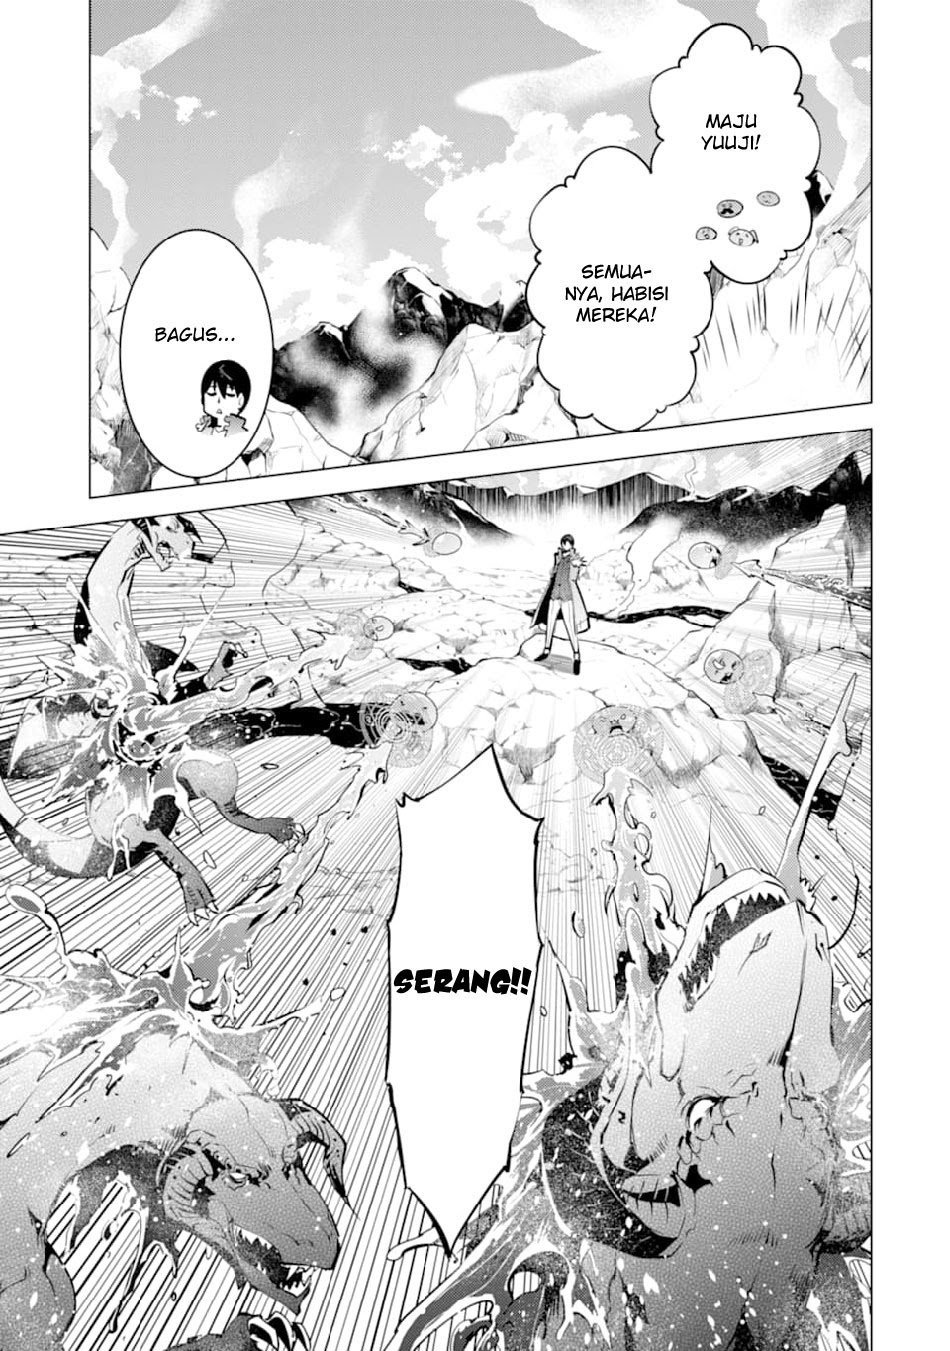 MAJU
YUUJI!
SEMUA-
NYA, HABISI
MEREKA!
BAGUS...
SERANG!!